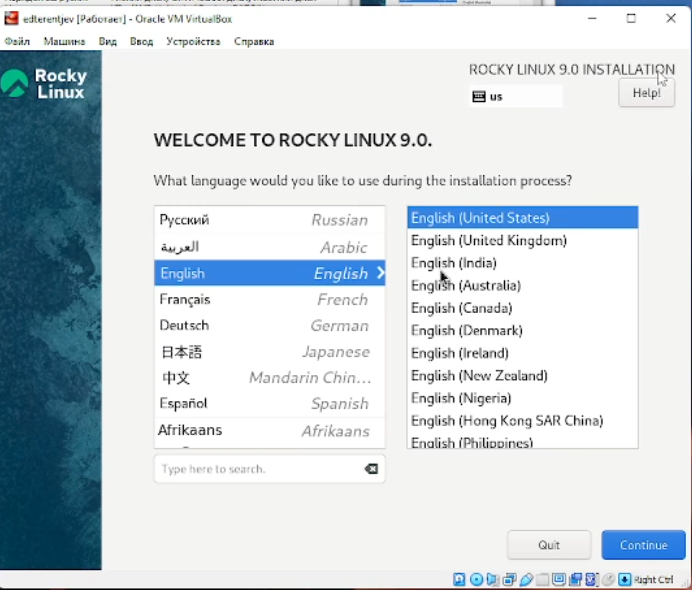 edterentjev [Работает] - Oracle VM VirtualBox
Файл Машина Вид Ввод Устройства Справка
Rocky
Linux
ROCKY LINUX 9.0 INSTALLATION
us
Help!
WELCOME TO ROCKY LINUX 9.0.
What language would you like to use during the installation process?
Русский Russian
العربية Arabic
English English
Français French
Deutsch German
日本語 Japanese
中文 Mandarin Chin...
Español Spanish
Afrikaans Afrikaans
English (United States)
English (United Kingdom)
English (India)
English (Australia)
English (Canada)
English (Denmark)
English (Ireland)
English (New Zealand)
English (Nigeria)
English (Hong Kong SAR China)
English (Philippines)
Type here to search.
Quit
Continue
Right Ctrl